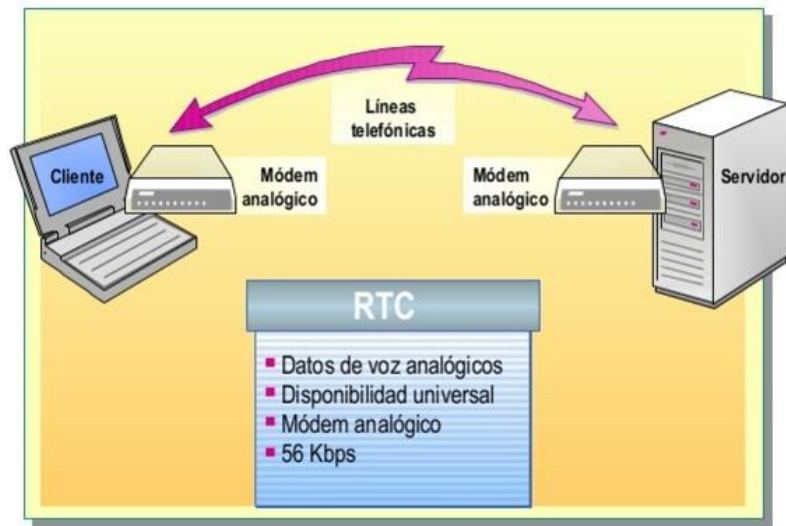 Líneas
telefónicas
Cliente
Módem
analógico
Módem
analógico
Servidor
RTC
Datos de voz analógicos
Disponibilidad universal
Módem analógico
56 Kbps